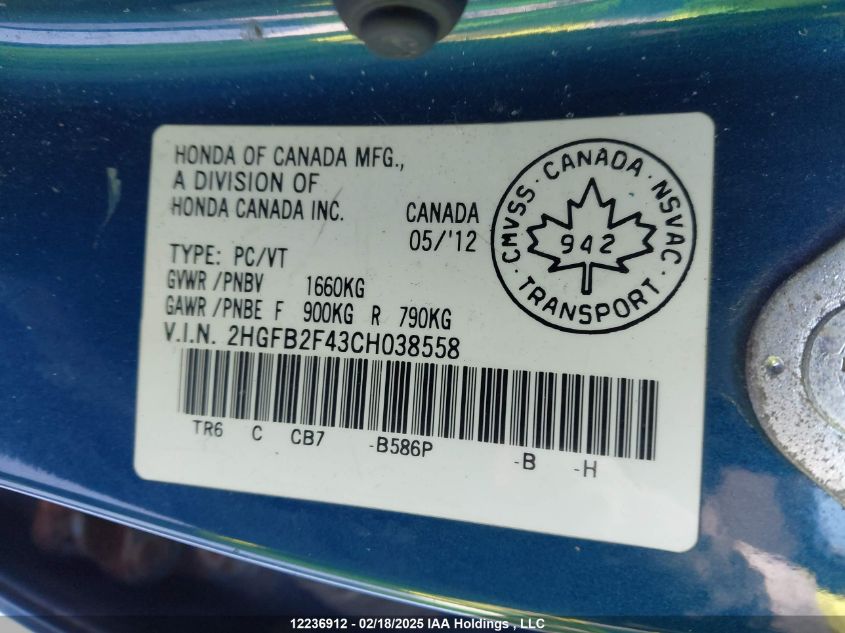 HONDA OF CANADA MFG.,
A DIVISION OF
HONDA CANADA INC.
CANADA
05/'12
CMVSS · CANADA · NSVAC · TRANSPORT ·
942
TYPE: PC/VT
GVWR /PNBV 1660KG
GAWR /PNBE F 900KG R 790KG
V.I.N. 2HGFB2F43CH038558
TR6 C CB7 -B586P -B -H
12236912 - 02/18/2025 IAA Holdings , LLC